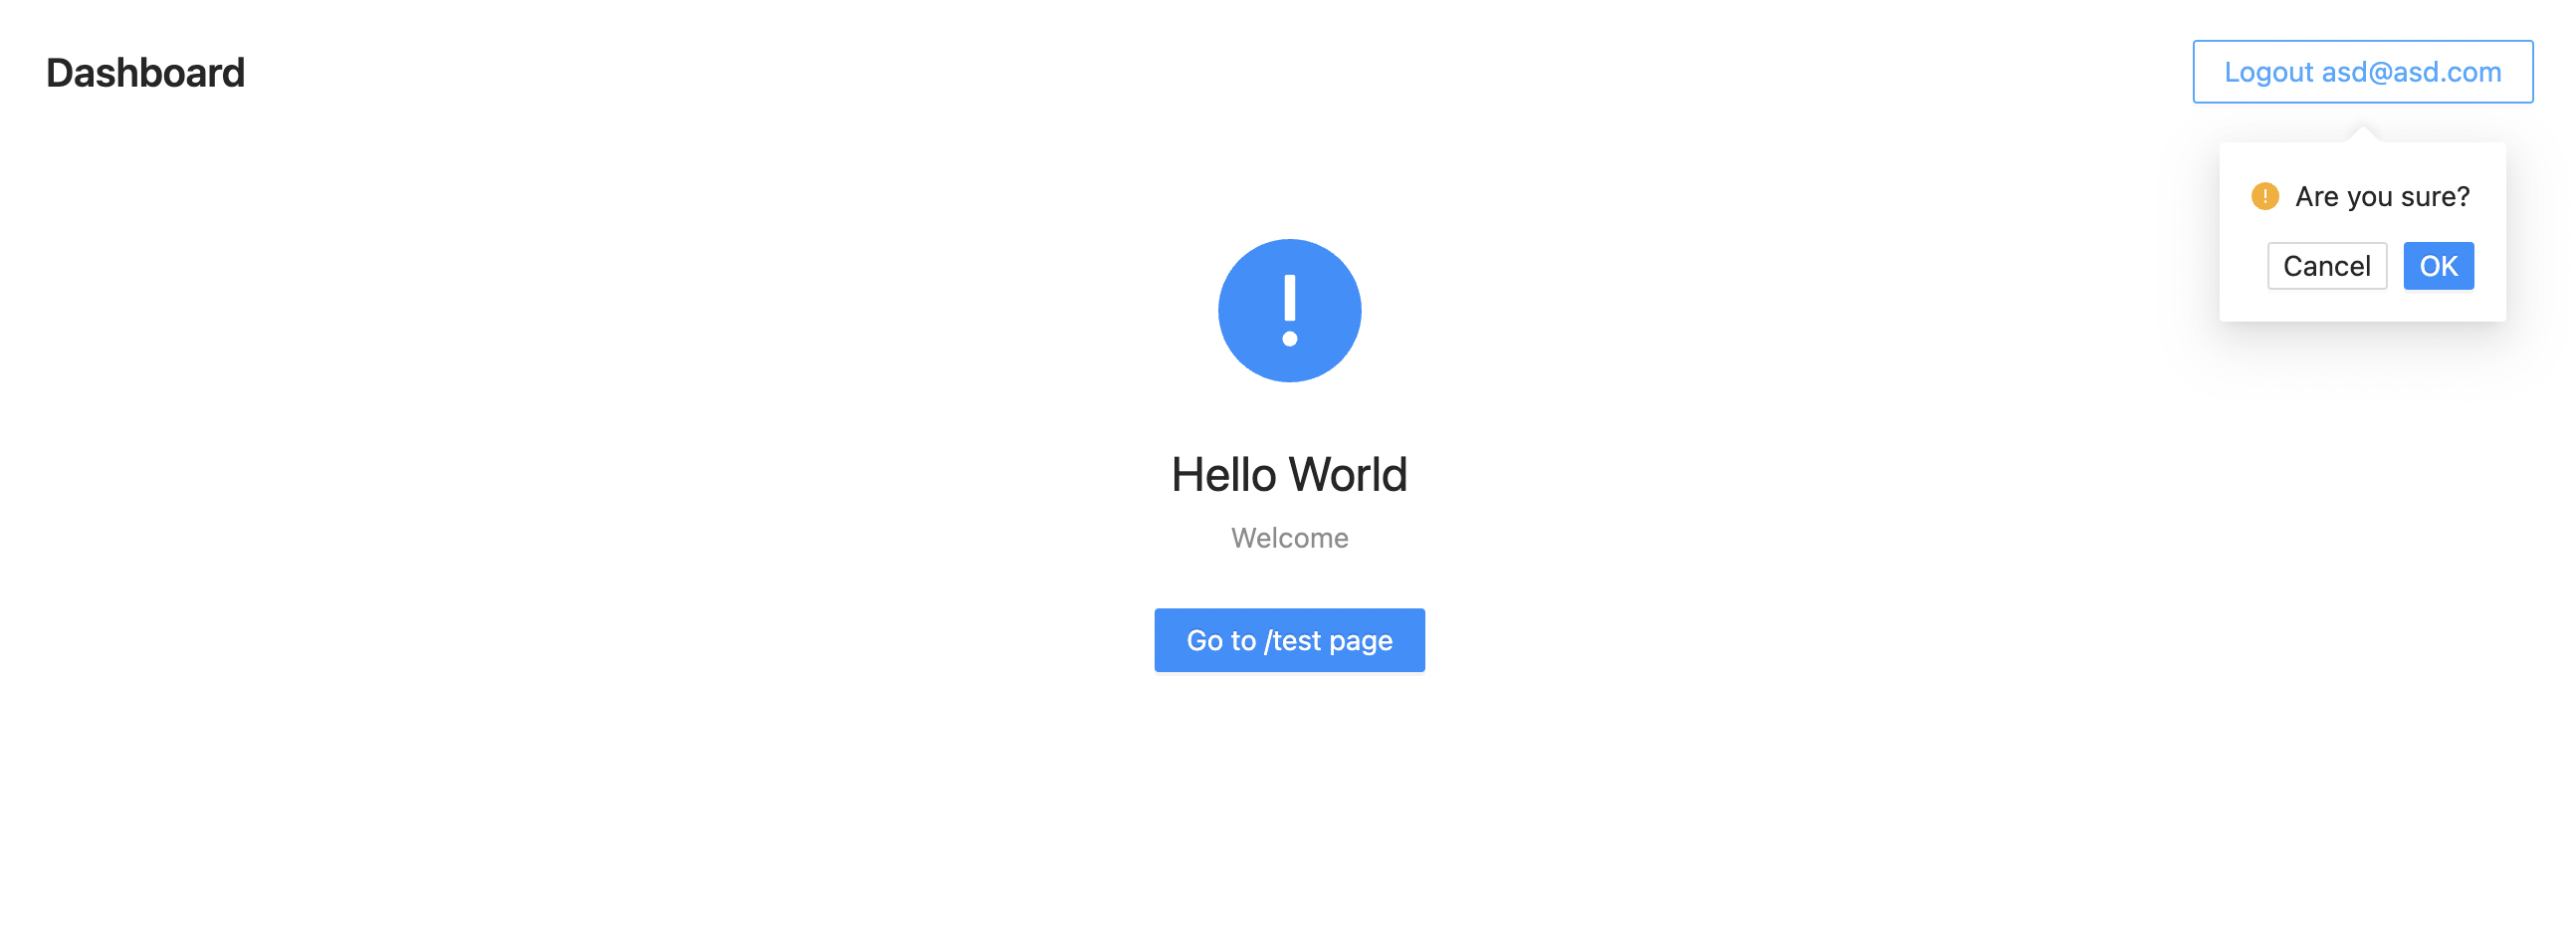 Dashboard
Logout asd@asd.com
Are you sure?
Cancel OK
Hello World
Welcome
Go to /test page